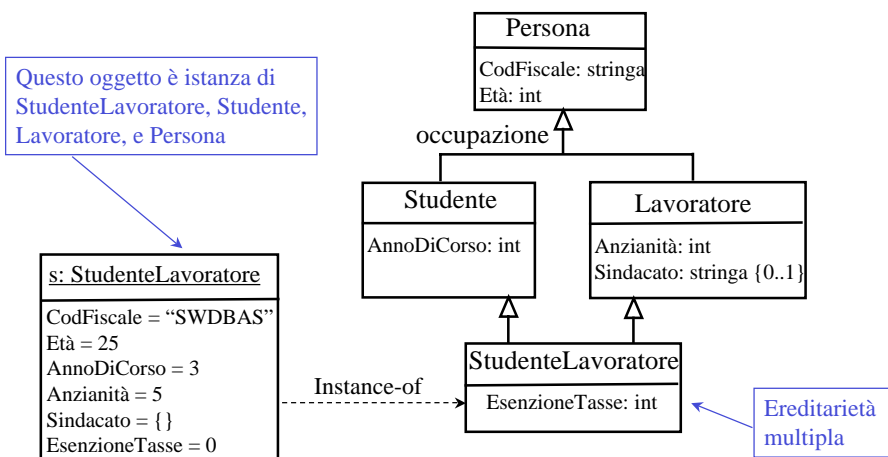 Persona
CodFiscale: stringa
Età: int
Questo oggetto è istanza di
StudenteLavoratore, Studente,
Lavoratore, e Persona
occupazione
Studente
AnnoDiCorso: int
Lavoratore
Anzianità: int
Sindacato: stringa {0..1}
s: StudenteLavoratore
CodFiscale = “SWDBAS”
Età = 25
AnnoDiCorso = 3
Anzianità = 5
Sindacato = {}
EsenzioneTasse = 0
Instance-of
StudenteLavoratore
EsenzioneTasse: int
Ereditarietà
multipla